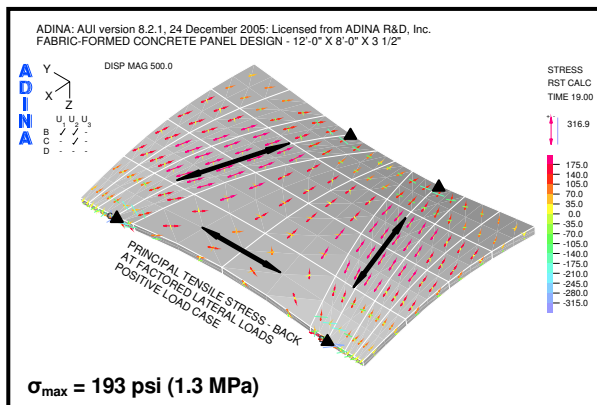 ADINA: AUI version 8.2.1, 24 December 2005: Licensed from ADINA R&D, Inc.
FABRIC-FORMED CONCRETE PANEL DESIGN - 12'-0" X 8'-0" X 3 1/2"
ADINA
DISP MAG 500.0
Y
X
Z
U1 U2 U3
B / / -
C - / -
D - - -
STRESS
RST CALC
TIME 19.00
316.9
175.0
140.0
105.0
70.0
35.0
0.0
-35.0
-70.0
-105.0
-140.0
-175.0
-210.0
-245.0
-280.0
-315.0
PRINCIPAL TENSILE STRESS - BACK
AT FACTORED LATERAL LOADS
POSITIVE LOAD CASE
σmax = 193 psi (1.3 MPa)